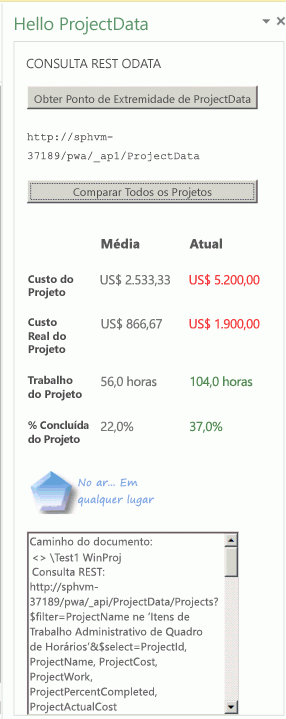 Hello ProjectData
CONSULTA REST ODATA
Obter Ponto de Extremidade de ProjectData
http://sphvm-
37189/pwa/_api/ProjectData
Comparar Todos os Projetos
Média Atual
Custo do
Projeto
US$ 2.533,33 US$ 5.200,00
Custo
Real do
Projeto
US$ 866,67 US$ 1.900,00
Trabalho
do Projeto
56,0 horas 104,0 horas
% Concluída
do Projeto
22,0% 37,0%
No ar... Em
qualquer lugar
Caminho do documento:
<> \Test1 WinProj
Consulta REST:
http://sphvm-
37189/pwa/_api/ProjectData/Projects?
$filter=ProjectName ne 'Itens de
Trabalho Administrativo de Quadro
de Horários'&$select=ProjectId,
ProjectName, ProjectCost,
ProjectWork,
ProjectPercentCompleted,
ProjectActualCost